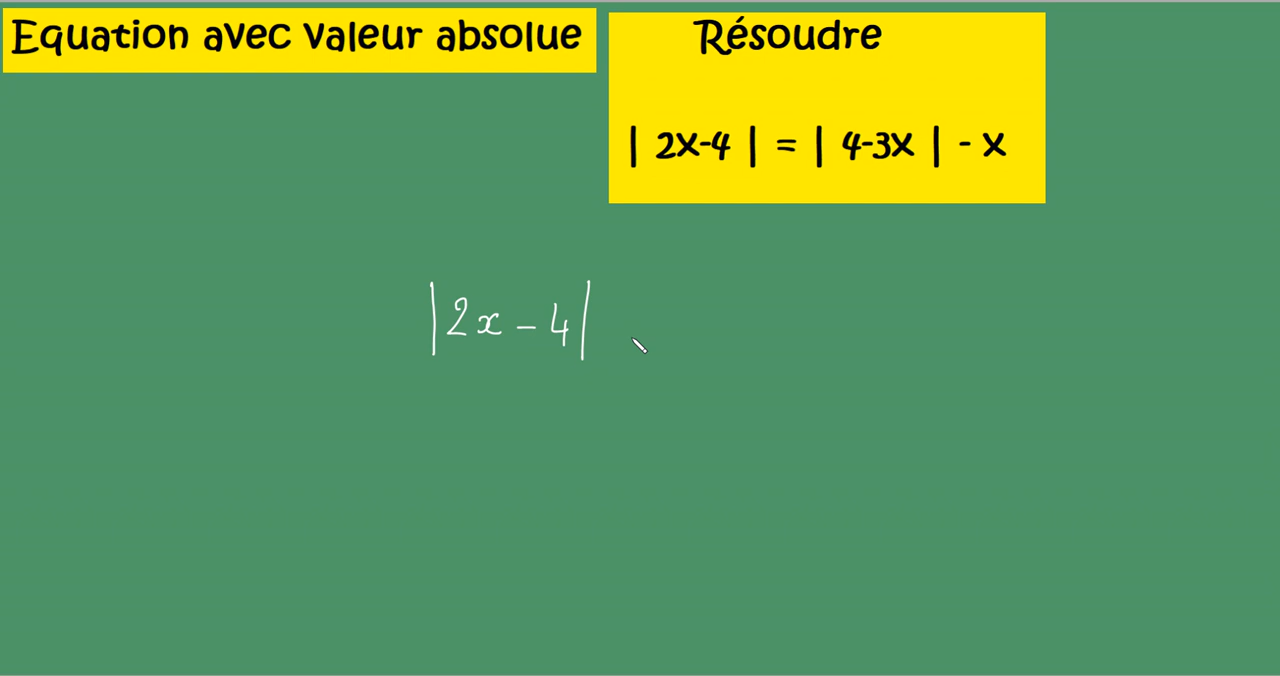 Equation avec valeur absolue
Résoudre
| 2x-4 | = | 4-3x | - x
|2x - 4|